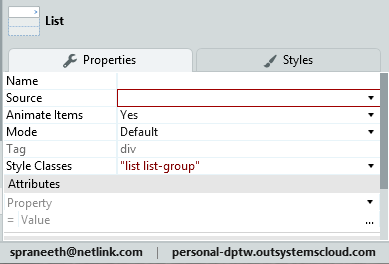 List
Properties
Styles
Name
Source
Animate Items Yes
Mode Default
Tag div
Style Classes "list list-group"
Attributes
Property
= Value ...
spraneeth@netlink.com | personal-dptw.outsystemscloud.com